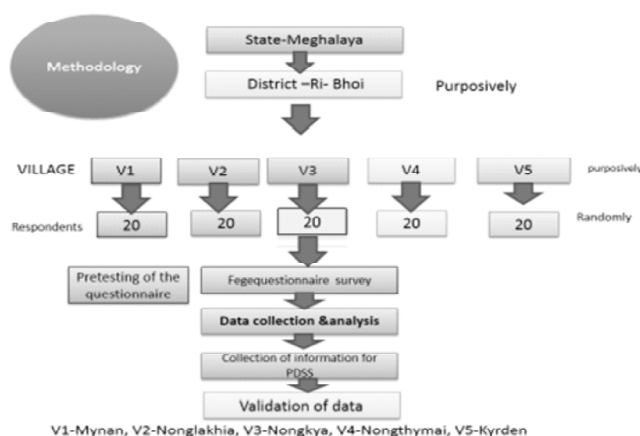 State-Meghalaya
Methodology
District –Ri- Bhoi
Purposively
VILLAGE V1 V2 V3 V4 V5 purposively
Respondents 20 20 20 20 20 Randomly
Pretesting of the
questionnaire
Fegequestionnaire survey
Data collection &analysis
Collection of information for
PDSS
Validation of data
V1-Mynan, V2-Nonglakhia, V3-Nongkya, V4-Nongthymai, V5-Kyrden